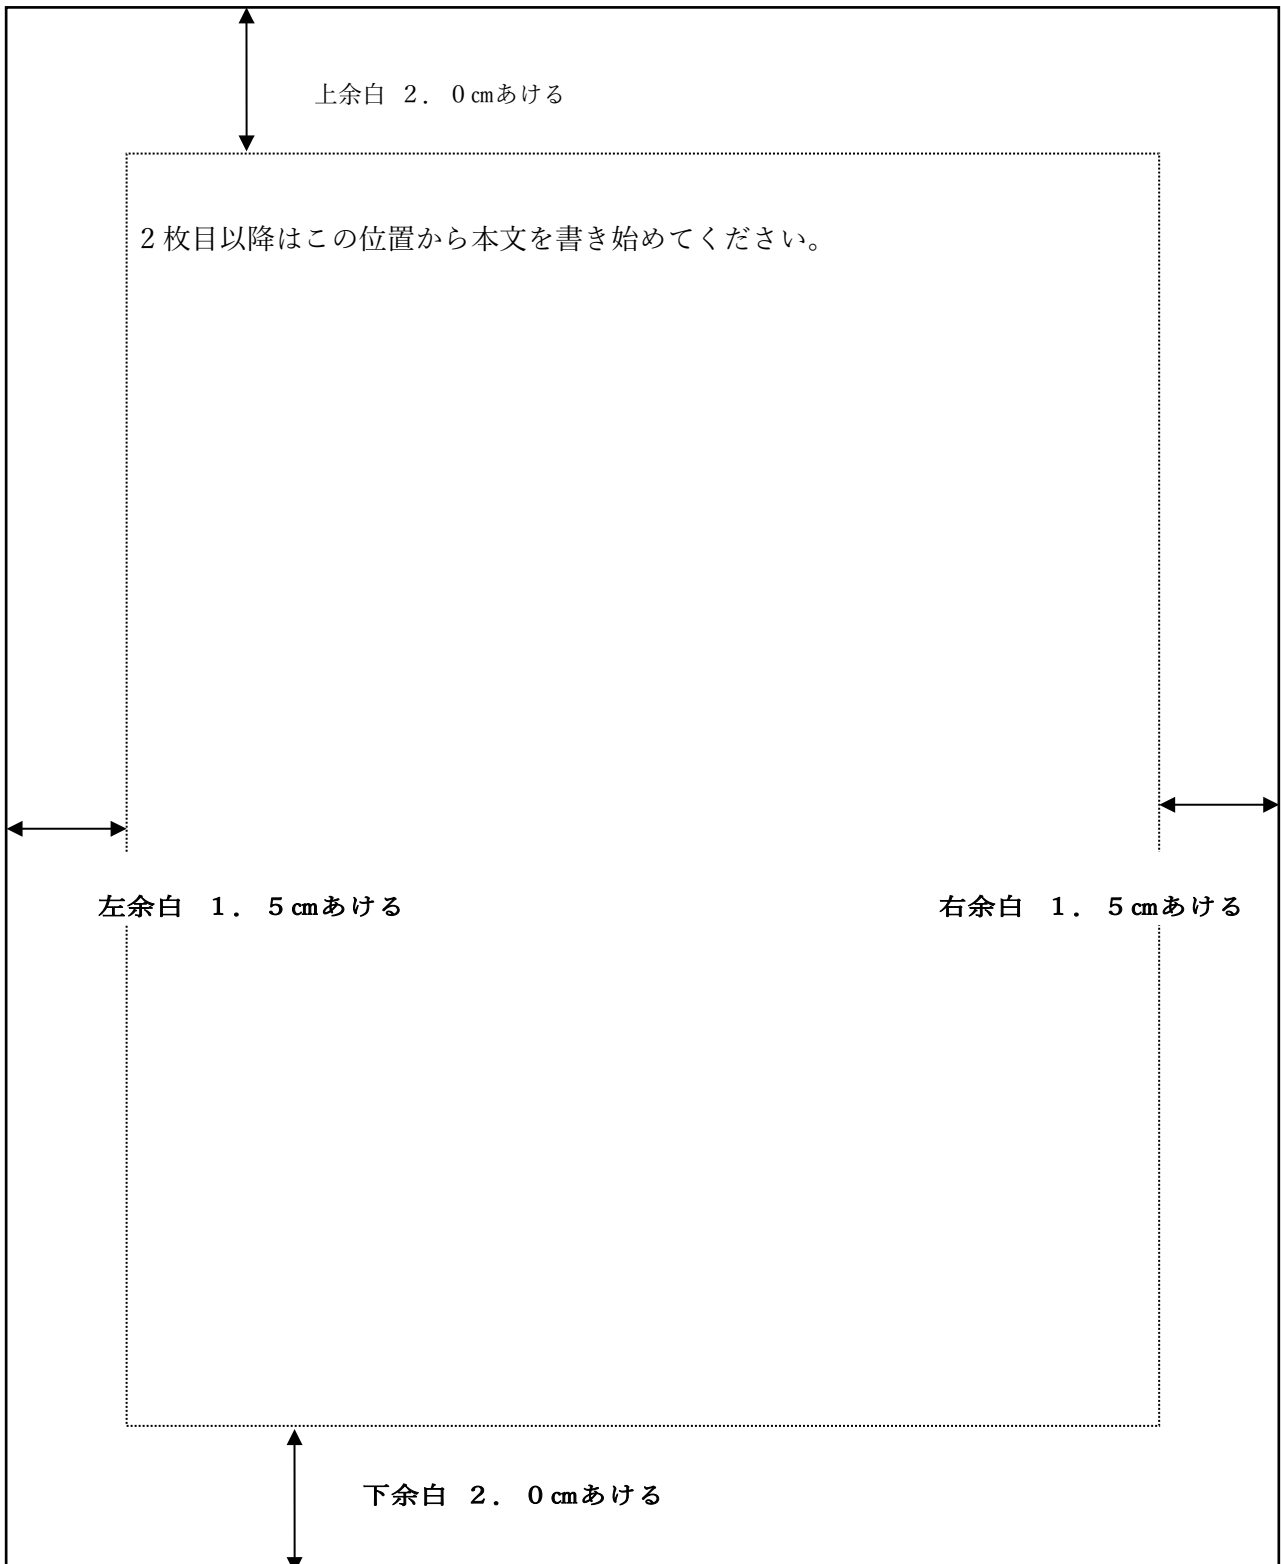 上余白 ２．０㎝あける
２枚目以降はこの位置から本文を書き始めてください。
左余白 １．５㎝あける
右余白 １．５㎝あける
下余白 ２．０㎝あける